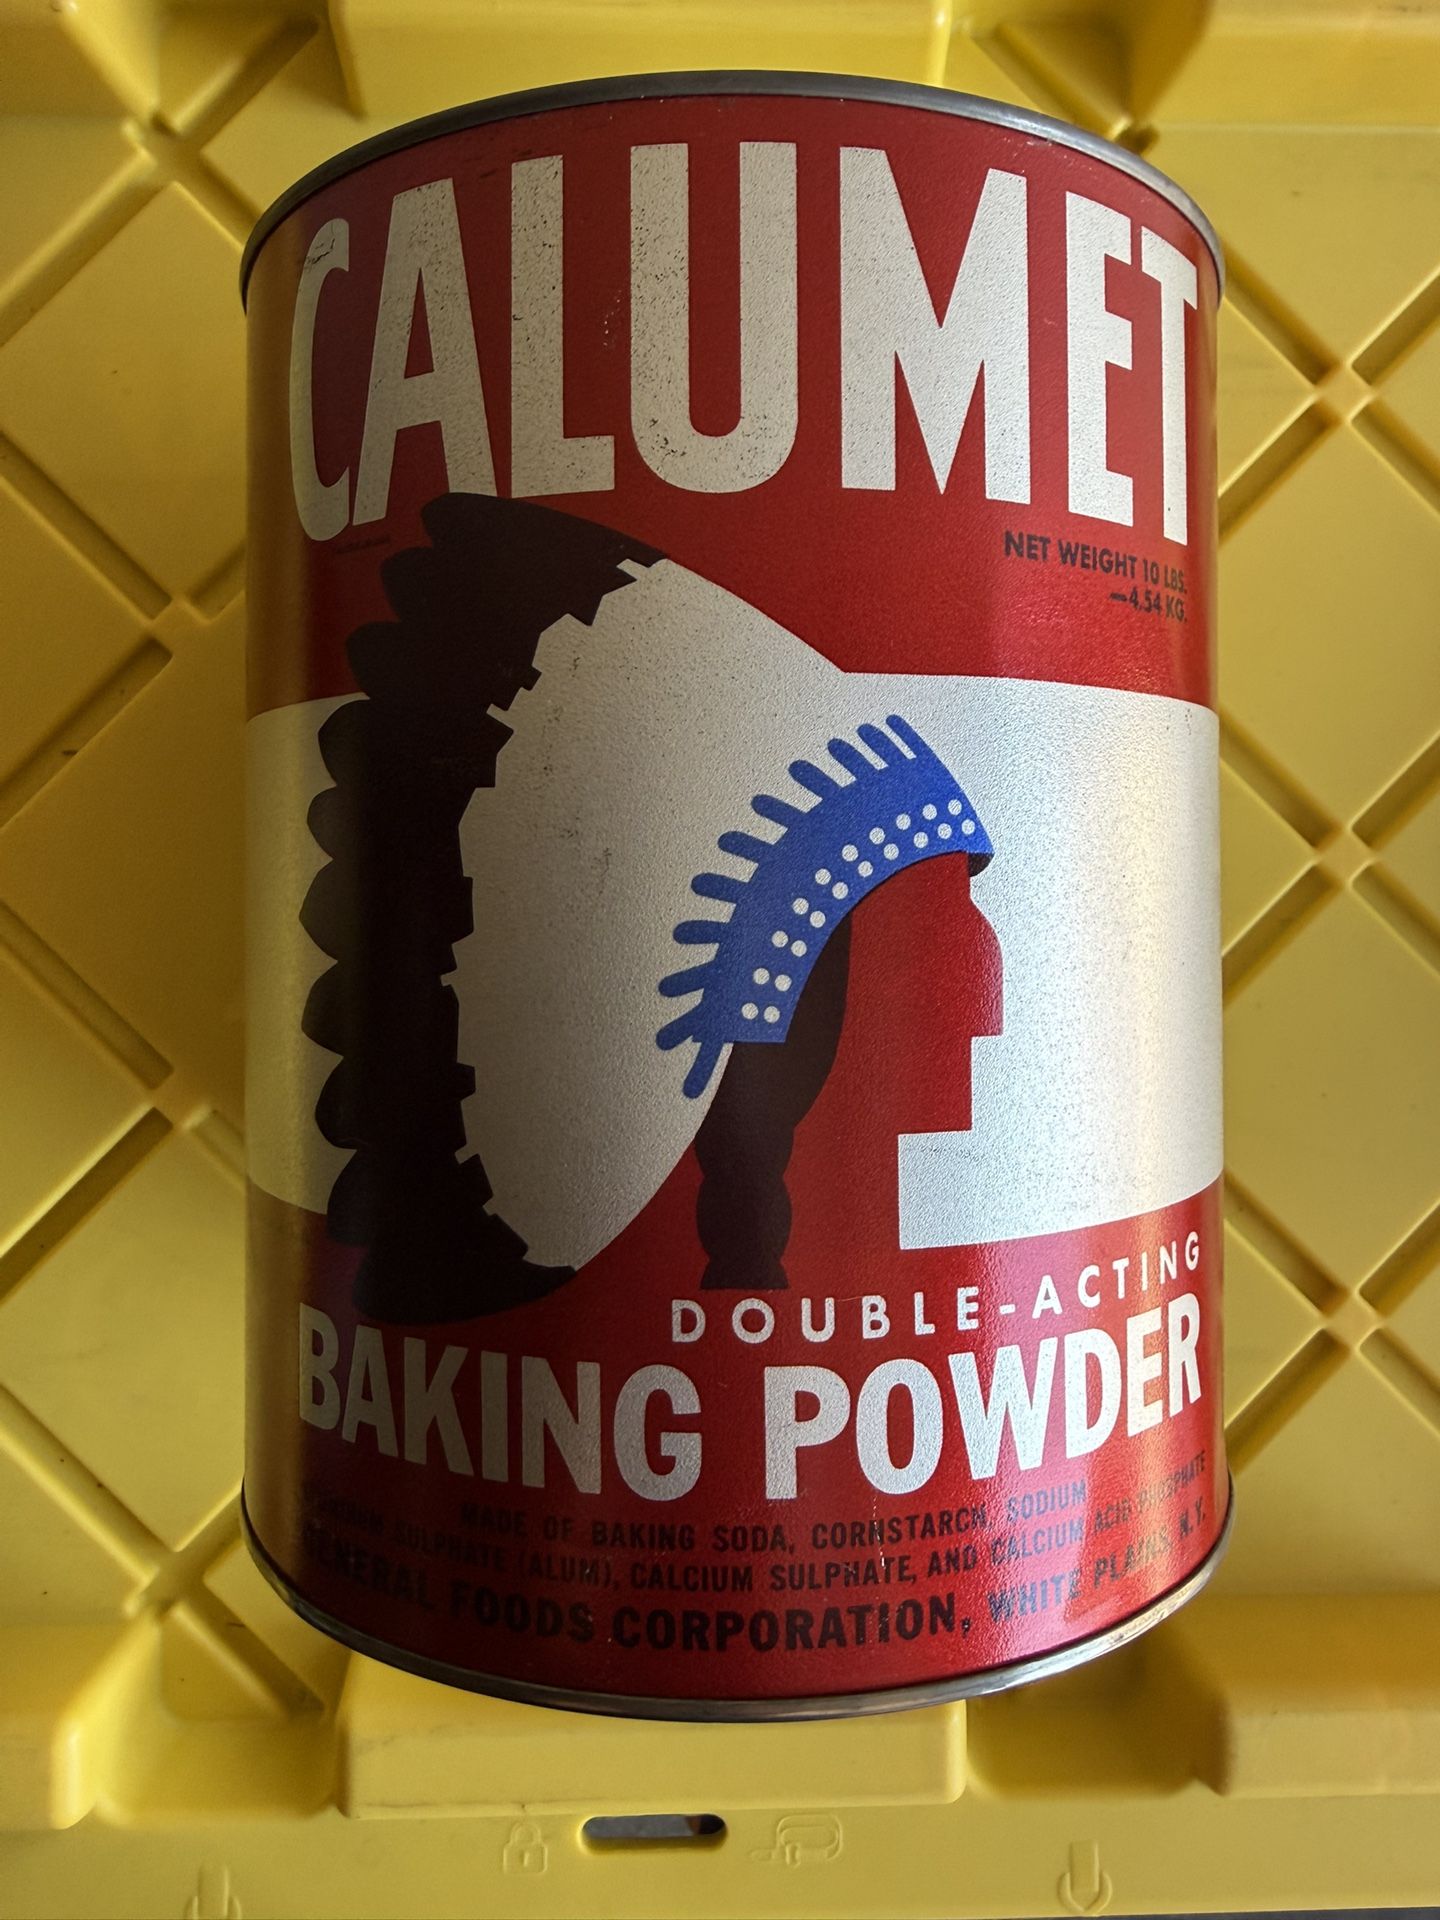 CALUMET
NET WEIGHT 10 LBS.
—4.54 KG.
DOUBLE-ACTING
BAKING POWDER
MADE OF BAKING SODA, CORNSTARCH, SODIUM
SULPHATE (ALUM), CALCIUM SULPHATE, AND CALCIUM ACID PHOSPHATE
GENERAL FOODS CORPORATION, WHITE PLAINS, N.Y.